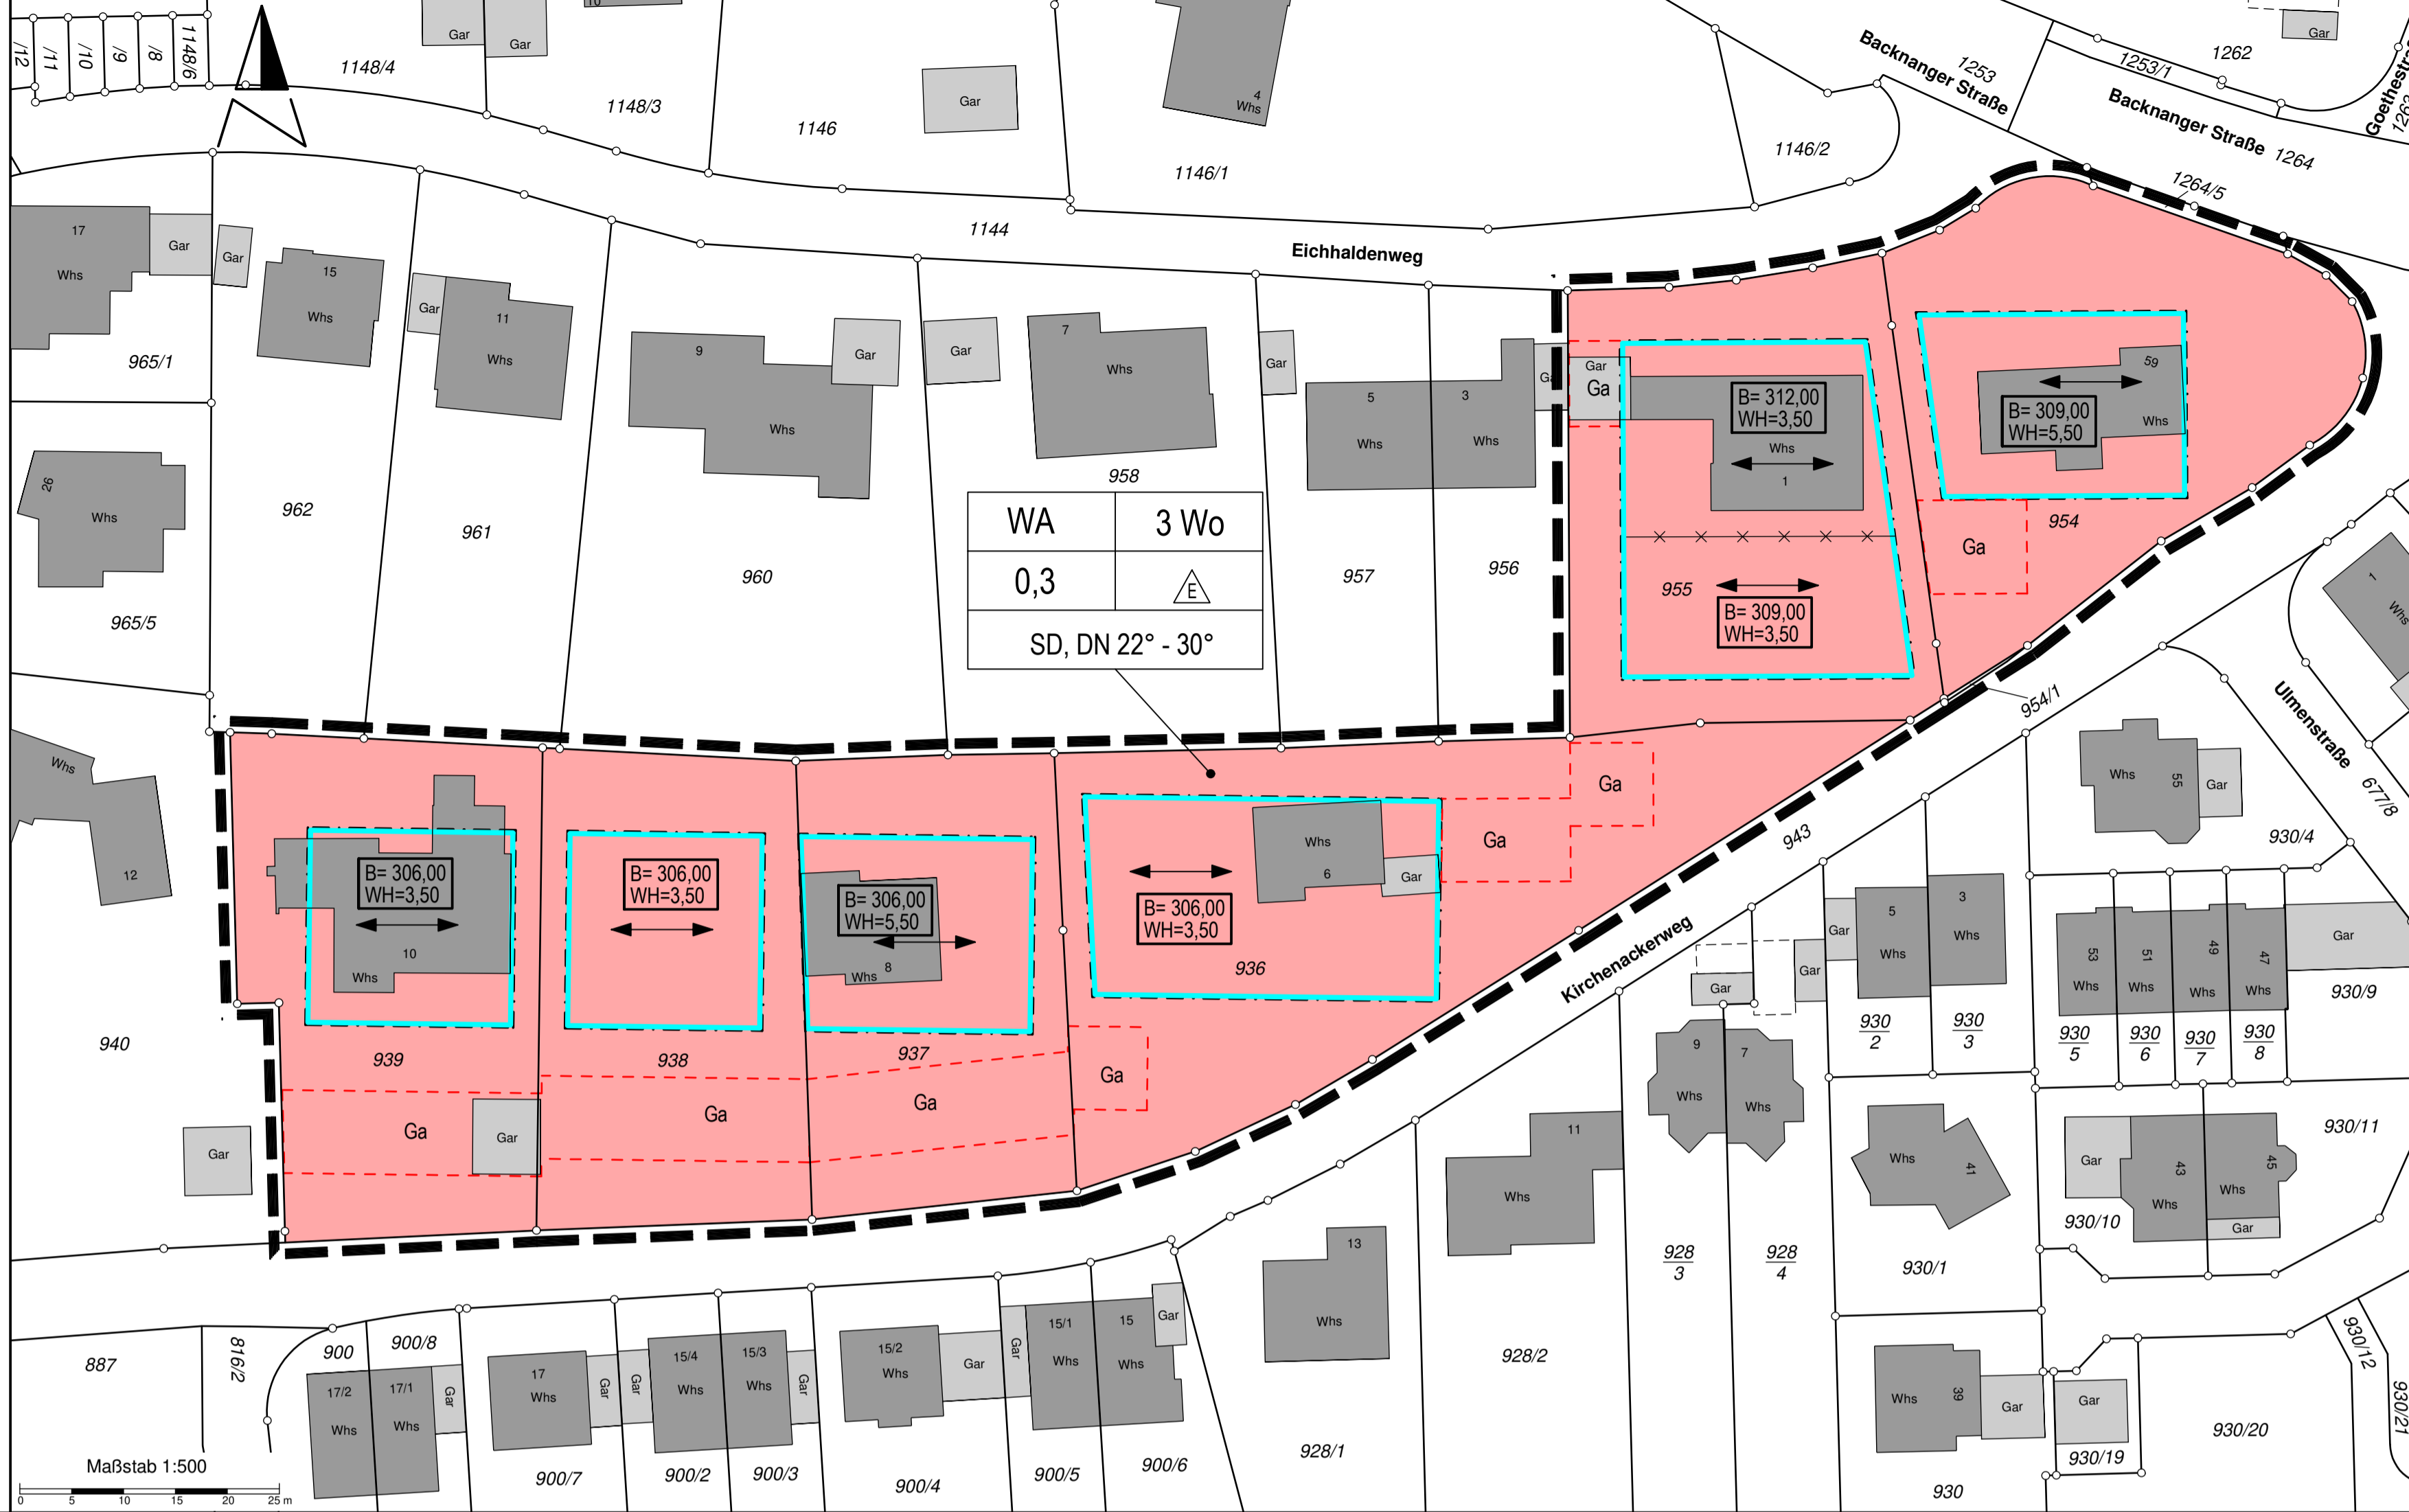 /12
/11
/10
/9
/8
1148/6
1148/4
Gar
Gar
10
1148/3
1146
Gar
4
Whs
1146/1
1146/2
Backnanger Straße
1253
1253/1
1262
Gar
Backnanger Straße 1264
1264/5
1144
Eichhaldenweg
17
Whs
Gar
Gar
965/1
15
Whs
Gar
11
Whs
9
Whs
Gar
Gar
7
Whs
958
Gar
5
Whs
3
Whs
Gar
Ga
B= 312,00
WH=3,50
Whs
1
59
B= 309,00
WH=5,50
Whs
954
Ga
26
Whs
965/5
962
961
960
957
956
WA
3 Wo
0,3
E
SD, DN 22° - 30°
955
B= 309,00
WH=3,50
954/1
1
Whs
Ulmenstraße
677/8
Whs
12
940
Gar
B= 306,00
WH=3,50
10
Whs
939
Ga
Gar
B= 306,00
WH=3,50
938
Ga
B= 306,00
WH=5,50
8
Whs
937
Ga
B= 306,00
WH=3,50
Whs
6
Gar
936
Ga
Ga
Ga
943
Kirchenackerweg
Whs
55
Gar
930/4
Gar
5
Whs
3
Whs
Gar
Gar
930
2
930
3
53
Whs
51
Whs
49
Whs
47
Whs
Gar
930/9
930
5
930
6
930
7
930
8
9
Whs
7
Whs
11
Whs
Whs
41
Gar
43
Whs
45
Whs
Gar
930/11
930/10
928
3
928
4
930/1
13
Whs
928/2
928/1
887
816/2
900
900/8
17/2
Whs
17/1
Whs
Gar
17
Whs
Gar
Gar
15/4
Whs
15/3
Whs
Gar
15/2
Whs
Gar
Gar
15/1
Whs
15
Whs
Gar
900/7
900/2
900/3
900/4
900/5
900/6
Whs
39
Gar
Gar
930/19
930
930/20
930/12
930/21
Maßstab 1:500
0 5 10 15 20 25 m